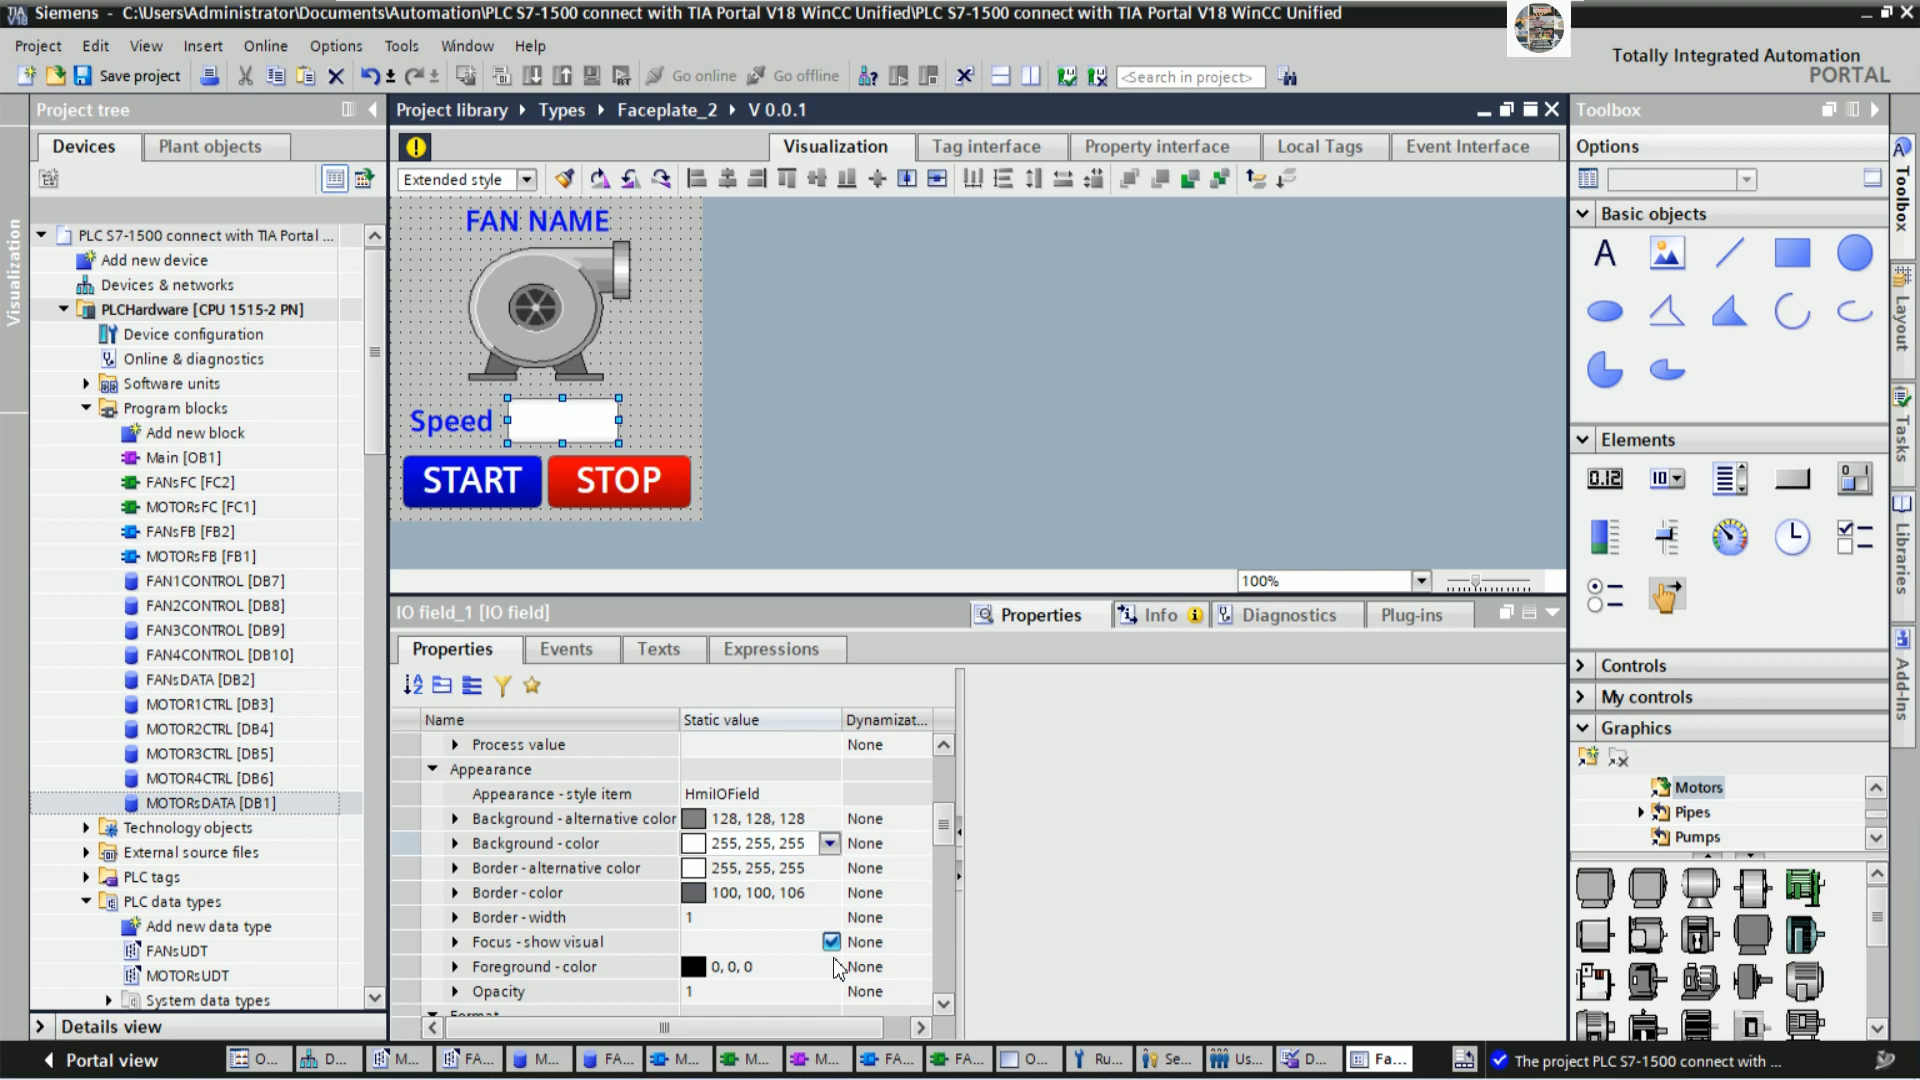 Siemens - C:\Users\Administrator\Documents\Automation\PLC S7-1500 connect with TIA Portal V18 WinCC Unified\PLC S7-1500 connect with TIA Portal V18 WinCC Unified
Project Edit View Insert Online Options Tools Window Help
Totally Integrated Automation
PORTAL
Save project Go online Go offline <Search in project>
Project tree
Devices Plant objects
Visualization
PLC S7-1500 connect with TIA Portal ...
Add new device
Devices & networks
PLCHardware [CPU 1515-2 PN]
Device configuration
Online & diagnostics
Software units
Program blocks
Add new block
Main [OB1]
FANsFC [FC2]
MOTORsFC [FC1]
FANsFB [FB2]
MOTORsFB [FB1]
FAN1CONTROL [DB7]
FAN2CONTROL [DB8]
FAN3CONTROL [DB9]
FAN4CONTROL [DB10]
FANsDATA [DB2]
MOTOR1CTRL [DB3]
MOTOR2CTRL [DB4]
MOTOR3CTRL [DB5]
MOTOR4CTRL [DB6]
MOTORsDATA [DB1]
Technology objects
External source files
PLC tags
PLC data types
Add new data type
FANsUDT
MOTORsUDT
System data types
Details view
Project library Types Faceplate_2 V 0.0.1
Visualization Tag interface Property interface Local Tags Event Interface
Extended style
FAN NAME
Speed
START STOP
100%
IO field_1 [IO field]
Properties Info Diagnostics Plug-ins
Properties Events Texts Expressions
Name Static value Dynamizat...
Process value None
Appearance
Appearance - style item HmiIOField
Background - alternative color 128, 128, 128 None
Background - color 255, 255, 255 None
Border - alternative color 255, 255, 255 None
Border - color 100, 100, 106 None
Border - width 1 None
Focus - show visual None
Foreground - color 0, 0, 0 None
Opacity 1 None
Format
Toolbox
Options
Basic objects
A
Elements
0.12 10
Controls
My controls
Graphics
Motors
Pipes
Pumps
Toolbox
Layout
Tasks
Libraries
Add-Ins
Portal view O... D... M... FA... M... FA... M... M... M... FA... FA... O... Ru... Se... Us... D... Fa... The project PLC S7-1500 connect with ...